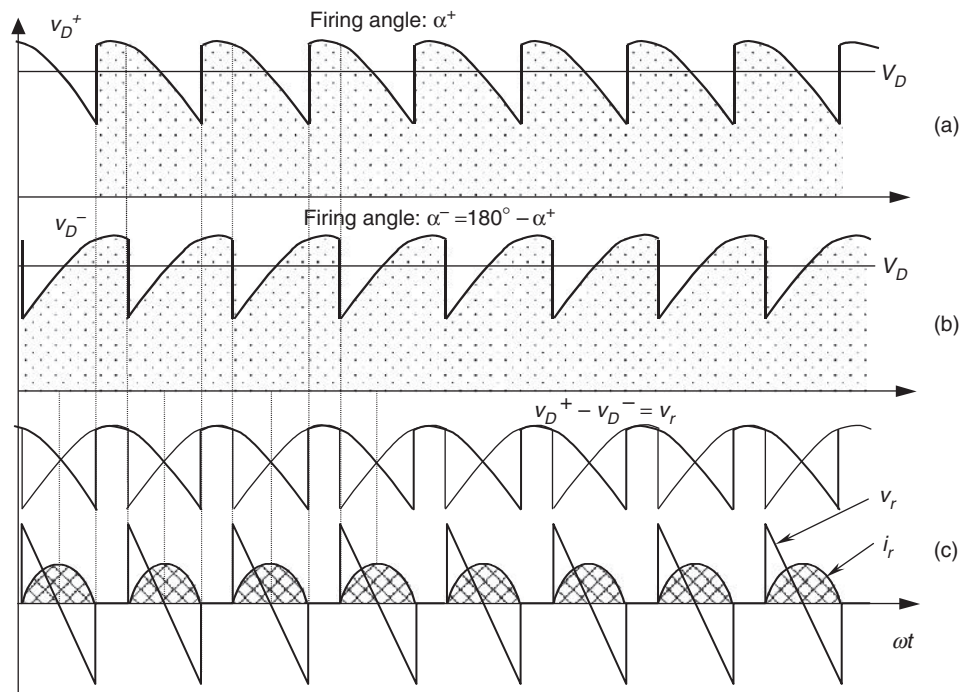 v_D^+
Firing angle: α^+
V_D
(a)
v_D^-
Firing angle: α^- =180° − α^+
V_D
(b)
v_D^+ − v_D^- = v_r
v_r
i_r
(c)
ωt